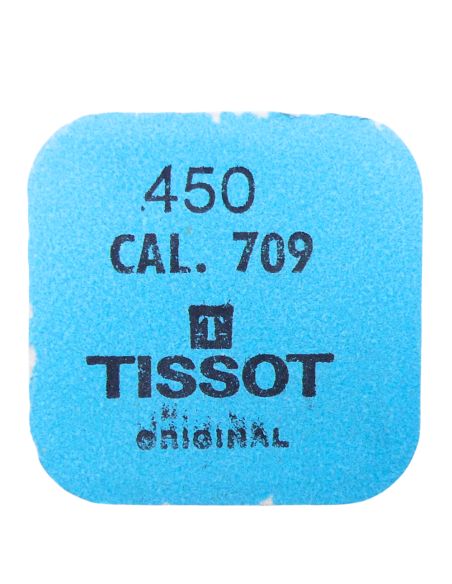 450
CAL. 709
T
TISSOT
ORIGINAL